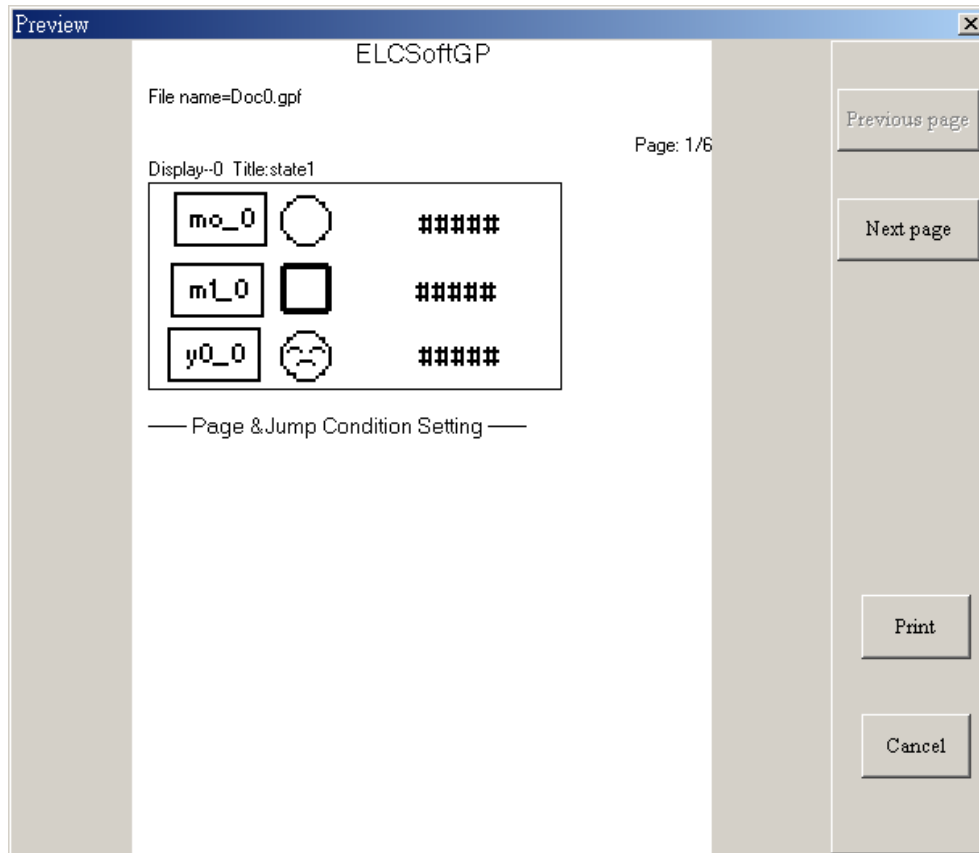 Preview
ELCSoftGP
File name=Doc0.gpf
Page: 1/6
Display--0 Title:state1
mo_0 #####
m1_0 #####
y0_0 #####
Page &Jump Condition Setting
Previous page
Next page
Print
Cancel